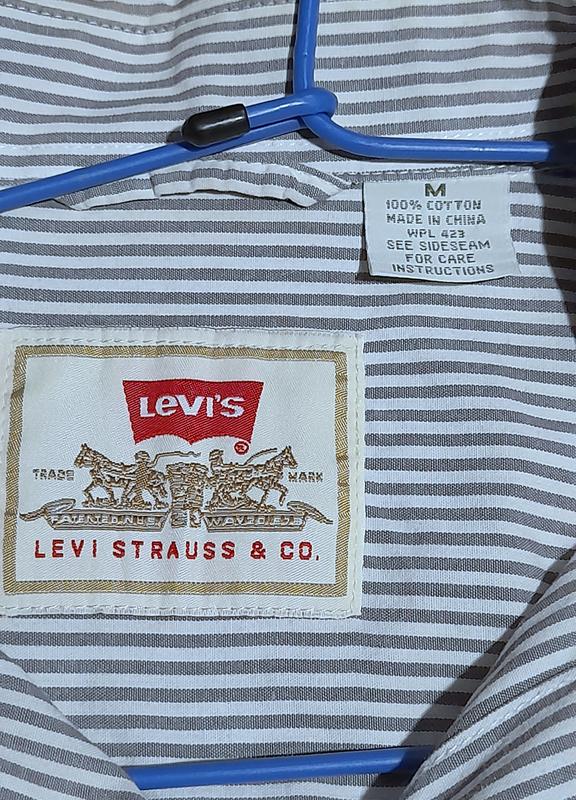 M
100% COTTON
MADE IN CHINA
WPL 423
SEE SIDESEAM
FOR CARE
INSTRUCTIONS
LEVI'S
®
TRADE MARK
LEVI STRAUSS & CO.